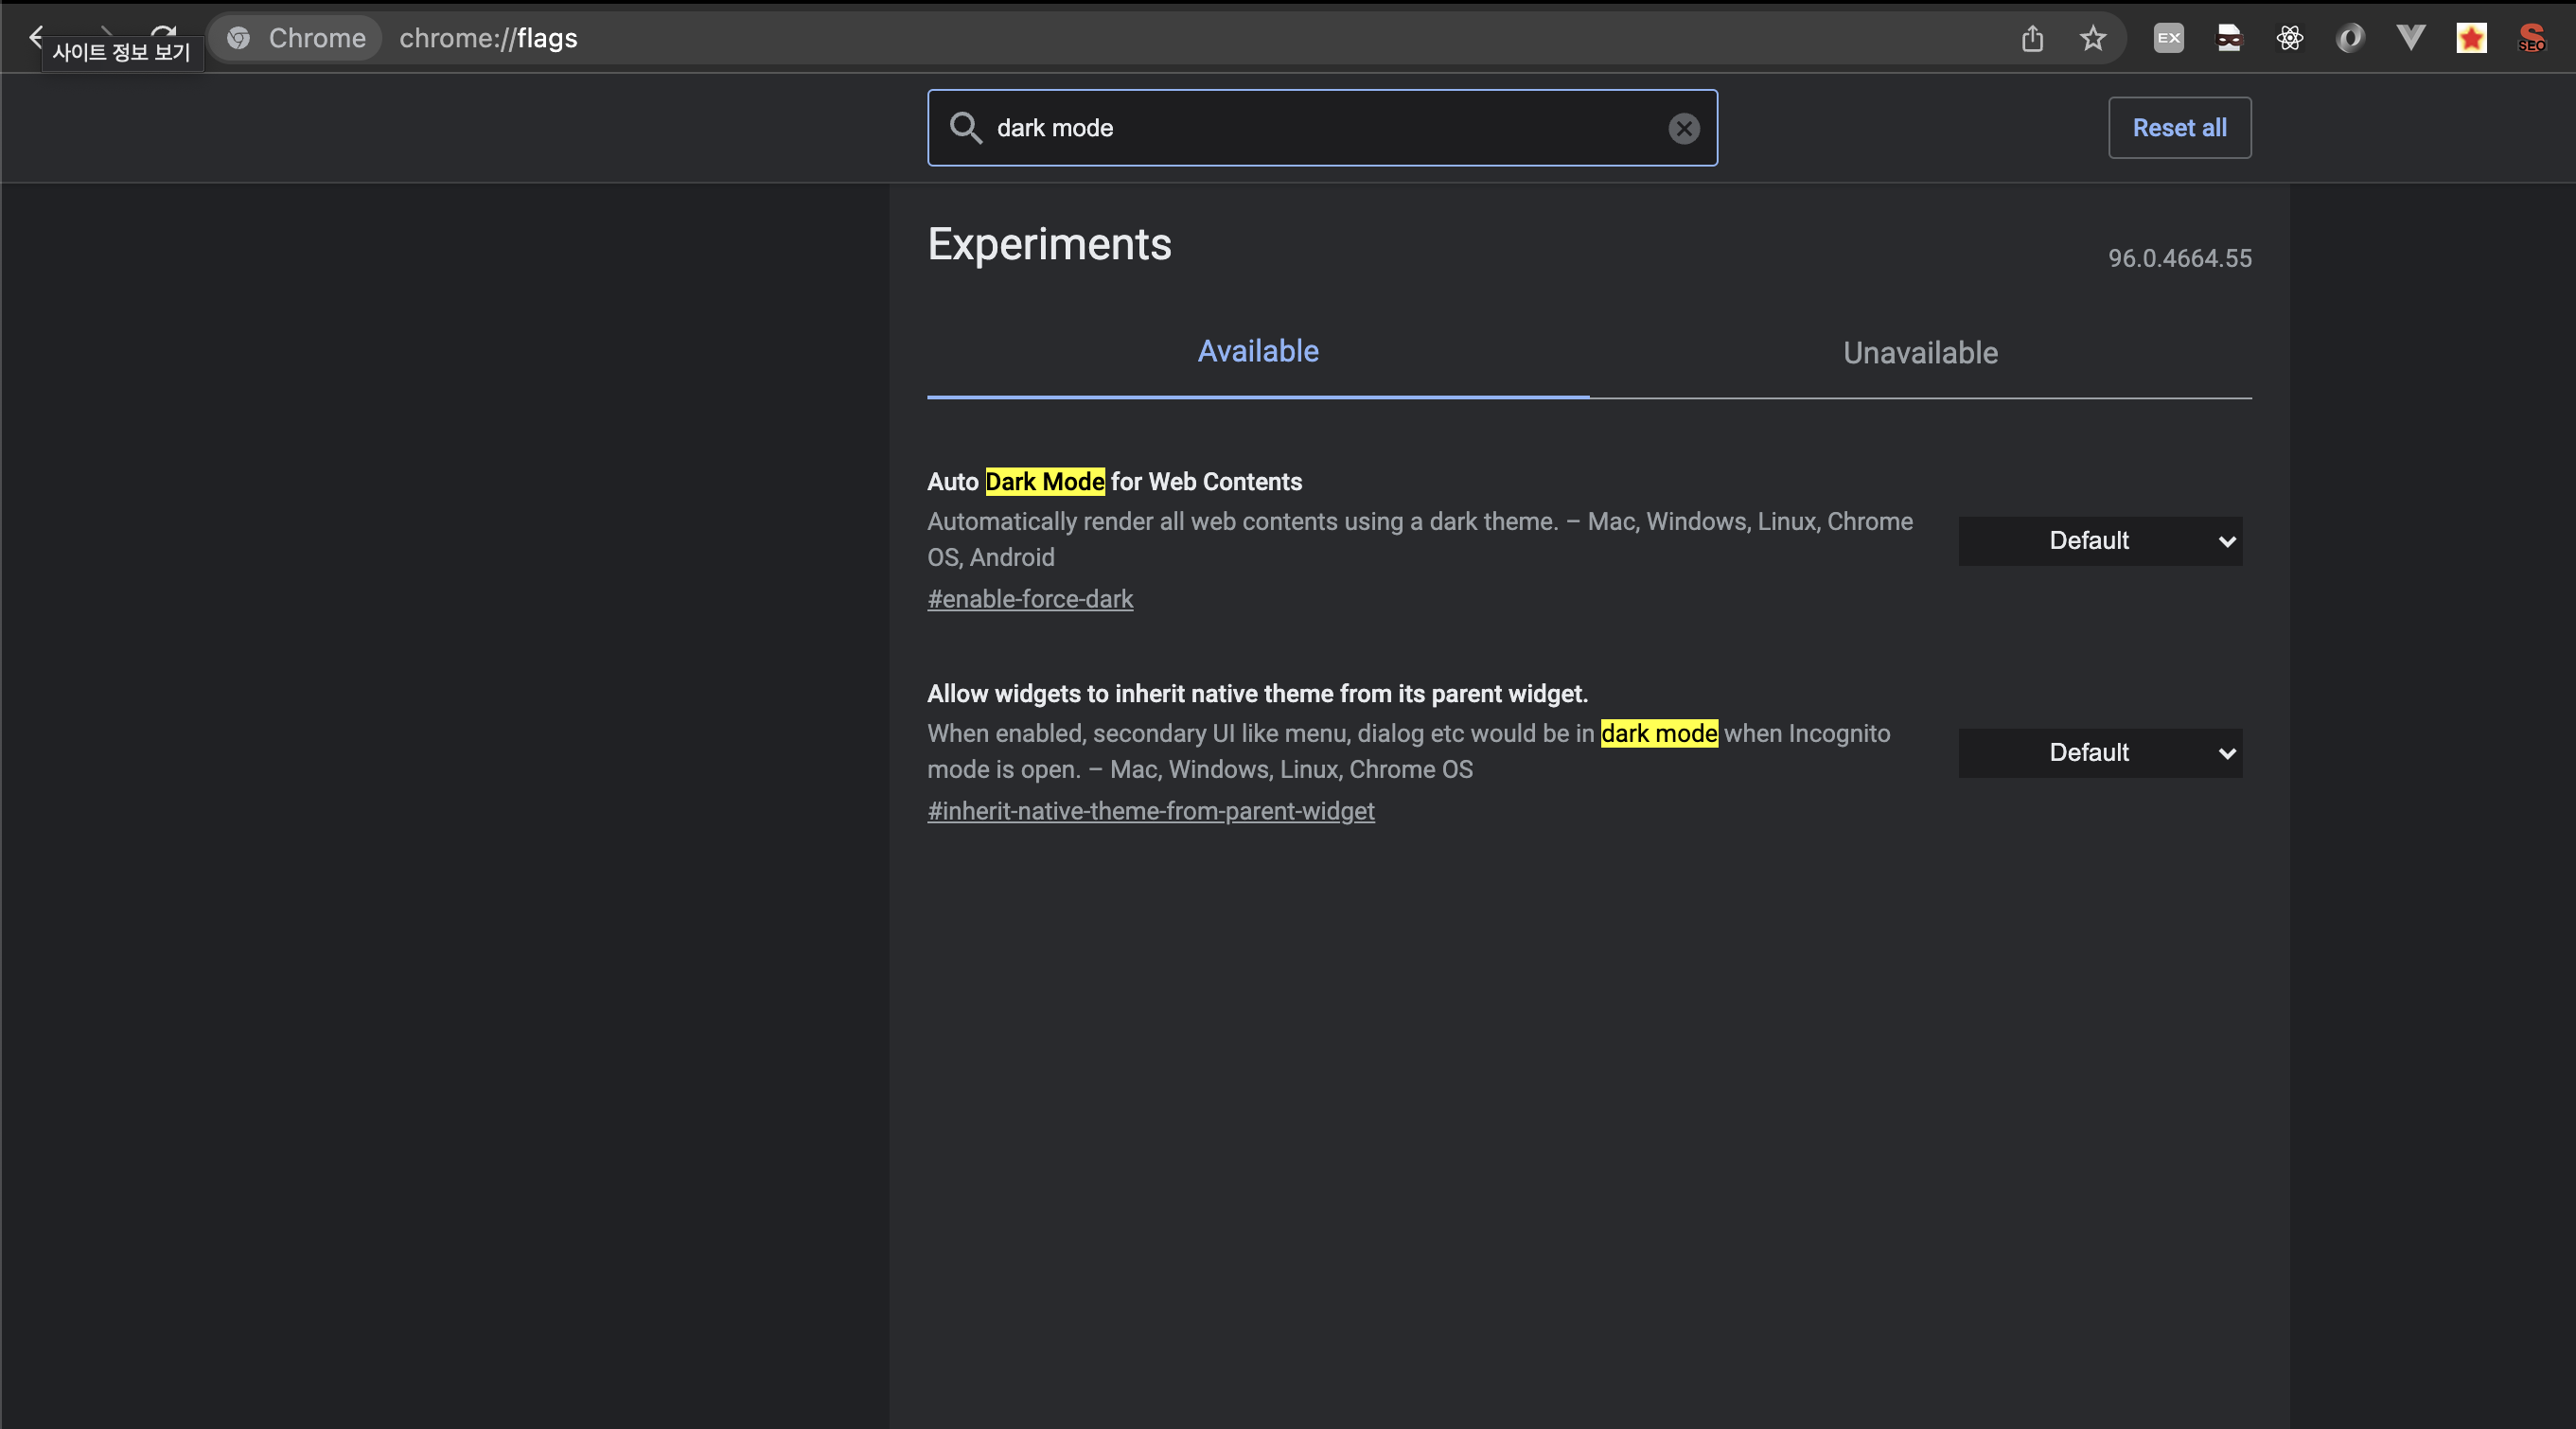 Chrome chrome://flags
사이트 정보 보기
EX
SEO
dark mode
Reset all
Experiments
96.0.4664.55
Available
Unavailable
Auto Dark Mode for Web Contents
Automatically render all web contents using a dark theme. – Mac, Windows, Linux, Chrome
OS, Android
#enable-force-dark
Default
Allow widgets to inherit native theme from its parent widget.
When enabled, secondary UI like menu, dialog etc would be in dark mode when Incognito
mode is open. – Mac, Windows, Linux, Chrome OS
#inherit-native-theme-from-parent-widget
Default